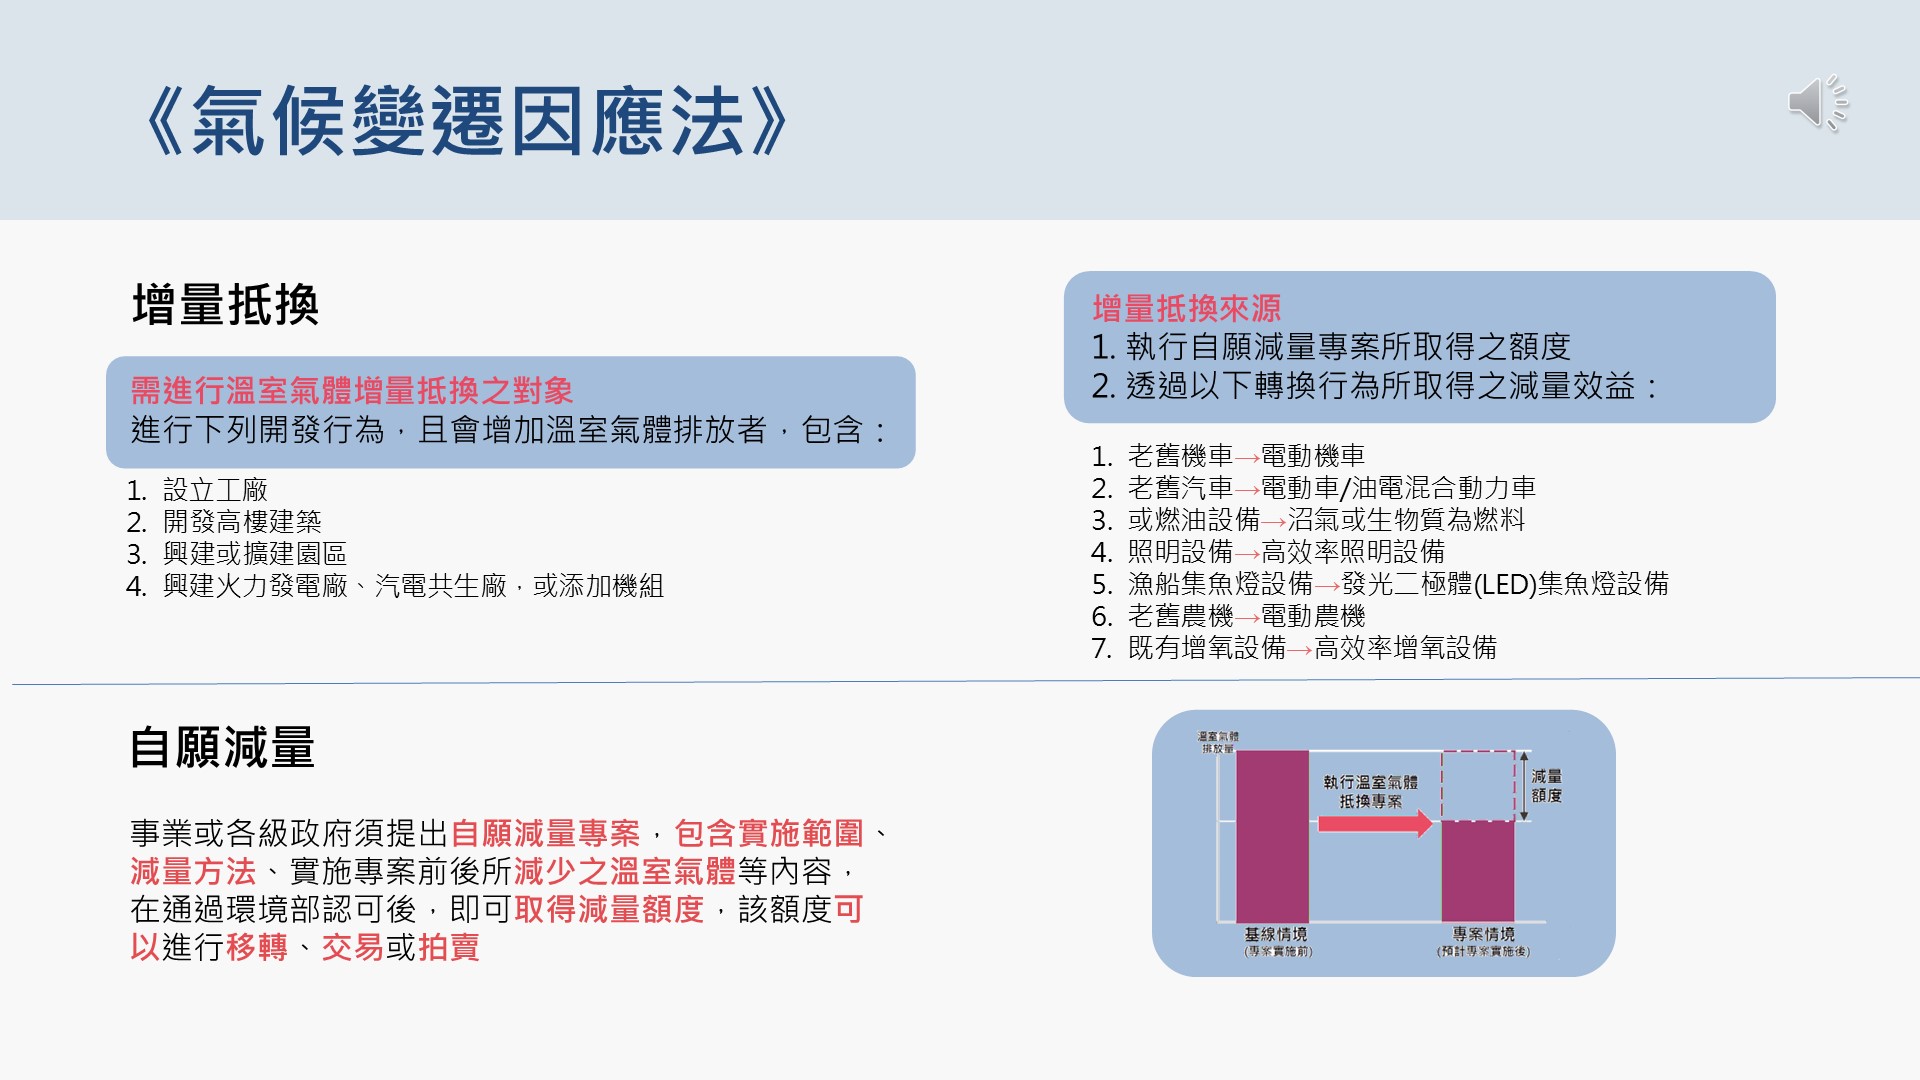 《氣候變遷因應法》
增量抵換
需進行溫室氣體增量抵換之對象
進行下列開發行為，且會增加溫室氣體排放者，包含：
1. 設立工廠
2. 開發高樓建築
3. 興建或擴建園區
4. 興建火力發電廠、汽電共生廠，或添加機組
增量抵換來源
1. 執行自願減量專案所取得之額度
2. 透過以下轉換行為所取得之減量效益：
1. 老舊機車→電動機車
2. 老舊汽車→電動車/油電混合動力車
3. 或燃油設備→沼氣或生物質為燃料
4. 照明設備→高效率照明設備
5. 漁船集魚燈設備→發光二極體(LED)集魚燈設備
6. 老舊農機→電動農機
7. 既有增氧設備→高效率增氧設備
自願減量
事業或各級政府須提出自願減量專案，包含實施範圍、
減量方法、實施專案前後所減少之溫室氣體等內容，
在通過環境部認可後，即可取得減量額度，該額度可
以進行移轉、交易或拍賣
溫室氣體
排放量
執行溫室氣體
抵換專案
減量
額度
基線情境
(專案實施前)
專案情境
(預計專案實施後)